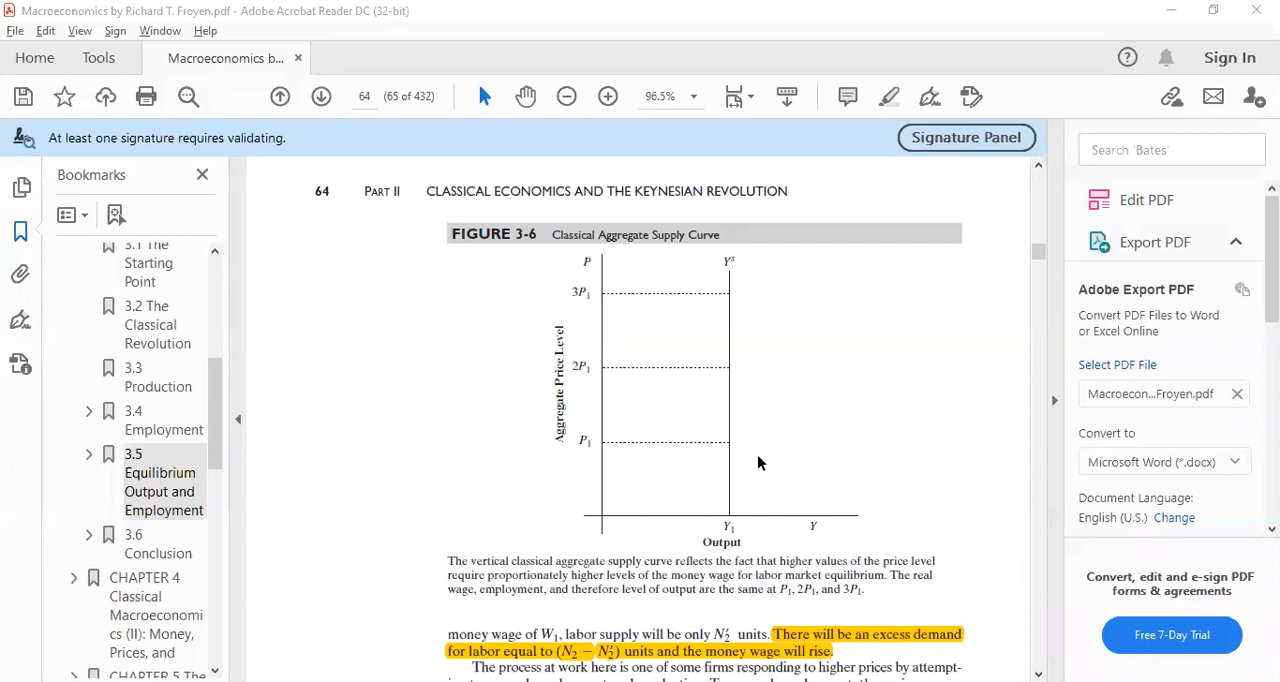 Macroeconomics by Richard T. Froyen.pdf - Adobe Acrobat Reader DC (32-bit)
File Edit View Sign Window Help
Home Tools Macroeconomics b... × Sign In
64 (65 of 432) 96.5%
At least one signature requires validating. Signature Panel
Bookmarks
3.1 The
Starting
Point
3.2 The
Classical
Revolution
3.3
Production
3.4
Employment
3.5
Equilibrium
Output and
Employment
3.6
Conclusion
CHAPTER 4
Classical
Macroeconomi
cs (II): Money,
Prices, and
CHAPTER 5 The
64 PART II CLASSICAL ECONOMICS AND THE KEYNESIAN REVOLUTION
FIGURE 3-6 Classical Aggregate Supply Curve
P Yˢ
3P₁
2P₁
P₁
Aggregate Price Level
Y₁ Y
Output
The vertical classical aggregate supply curve reflects the fact that higher values of the price level
require proportionately higher levels of the money wage for labor market equilibrium. The real
wage, employment, and therefore level of output are the same at P₁, 2P₁, and 3P₁.
money wage of W₁, labor supply will be only N₂′ units. There will be an excess demand
for labor equal to (N₂ − N₂′) units and the money wage will rise.
The process at work here is one of some firms responding to higher prices by attempt-
Search 'Bates'
Edit PDF
Export PDF
Adobe Export PDF
Convert PDF Files to Word
or Excel Online
Select PDF File
Macroecon...Froyen.pdf
Convert to
Microsoft Word (*.docx)
Document Language:
English (U.S.) Change
Convert, edit and e-sign PDF
forms & agreements
Free 7-Day Trial